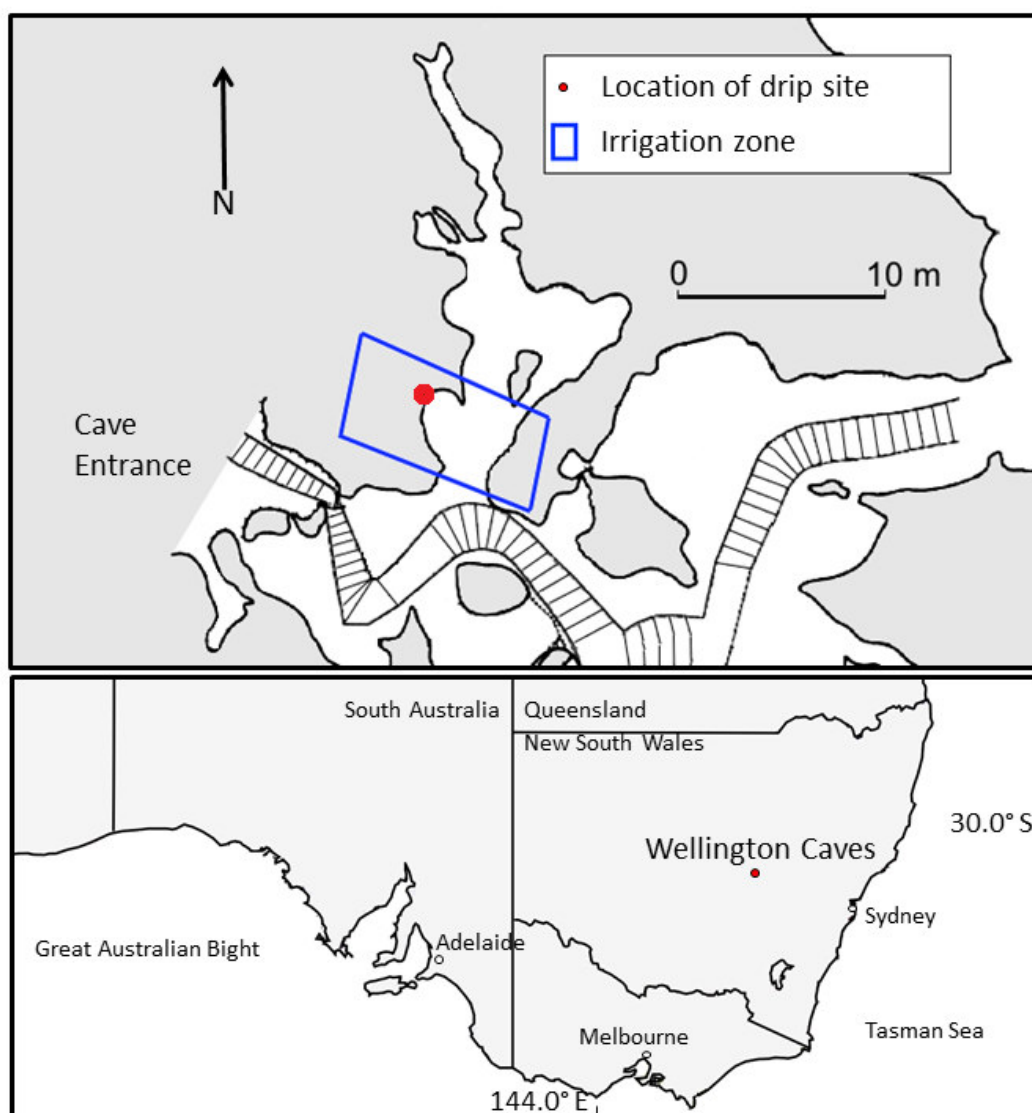 Location of drip site
Irrigation zone
N
0 10 m
Cave
Entrance
South Australia
Queensland
New South Wales
30.0° S
Wellington Caves
Sydney
Great Australian Bight
Adelaide
Melbourne
Tasman Sea
144.0° E